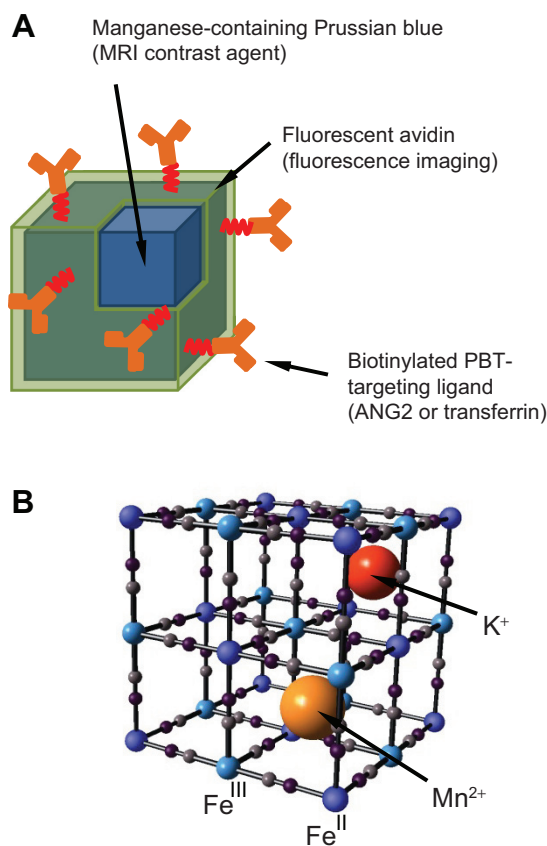 A
Manganese-containing Prussian blue
(MRI contrast agent)
Fluorescent avidin
(fluorescence imaging)
Biotinylated PBT-
targeting ligand
(ANG2 or transferrin)
B
K⁺
Mn²⁺
Feᴵᴵᴵ
Feᴵᴵ